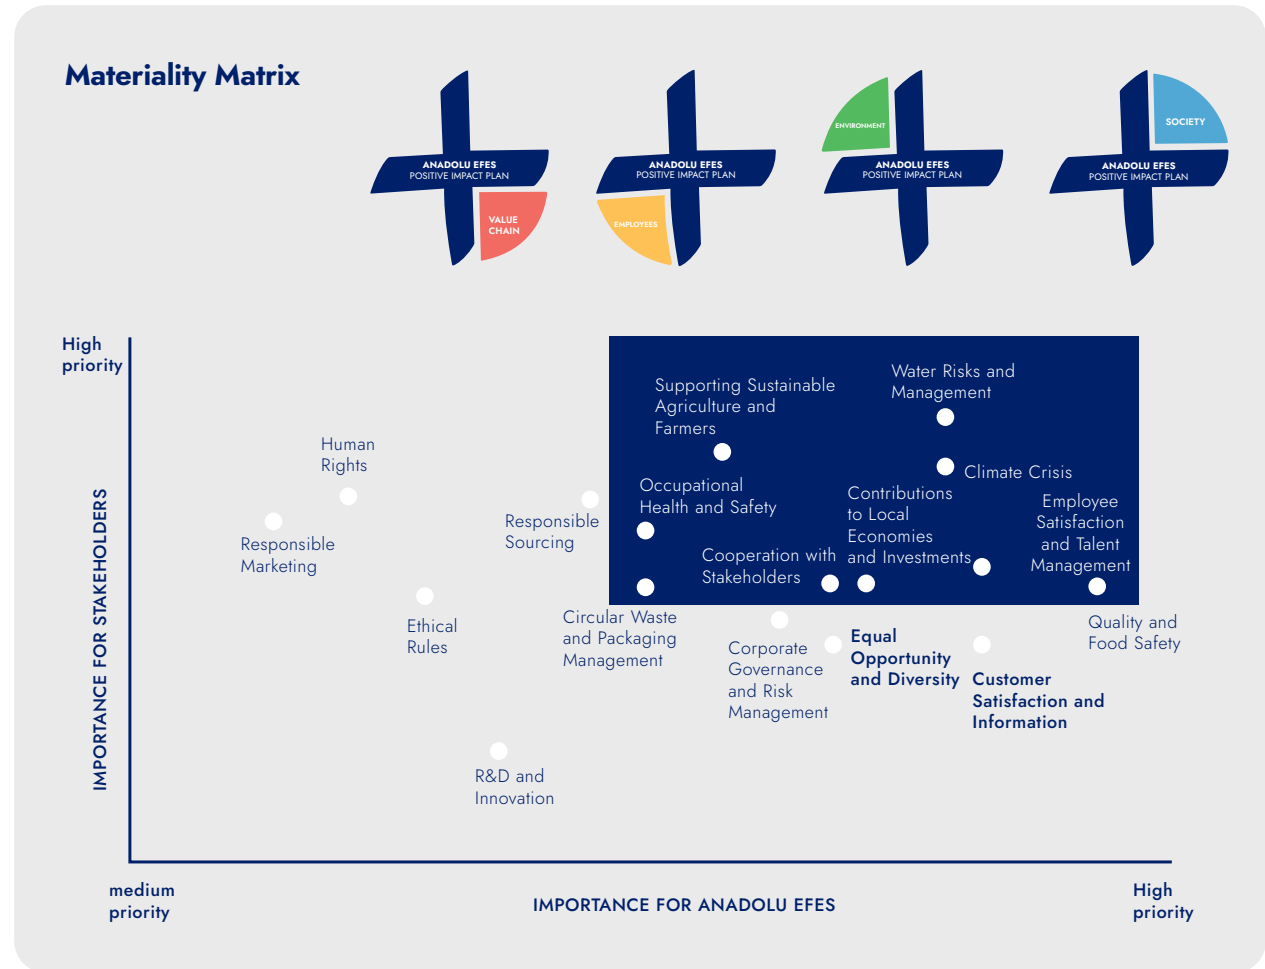 Materiality Matrix
ANADOLU EFES
POSITIVE IMPACT PLAN
VALUE
CHAIN
ANADOLU EFES
POSITIVE IMPACT PLAN
EMPLOYEES
ENVIRONMENT
ANADOLU EFES
POSITIVE IMPACT PLAN
SOCIETY
ANADOLU EFES
POSITIVE IMPACT PLAN
High
priority
IMPORTANCE FOR STAKEHOLDERS
Human
Rights
Responsible
Marketing
Ethical
Rules
Responsible
Sourcing
R&D and
Innovation
Supporting Sustainable
Agriculture and
Farmers
Water Risks and
Management
Climate Crisis
Occupational
Health and Safety
Contributions
to Local
Economies
and Investments
Employee
Satisfaction
and Talent
Management
Cooperation with
Stakeholders
Circular Waste
and Packaging
Management
Corporate
Governance
and Risk
Management
Equal
Opportunity
and Diversity
Customer
Satisfaction and
Information
Quality and
Food Safety
medium
priority
IMPORTANCE FOR ANADOLU EFES
High
priority